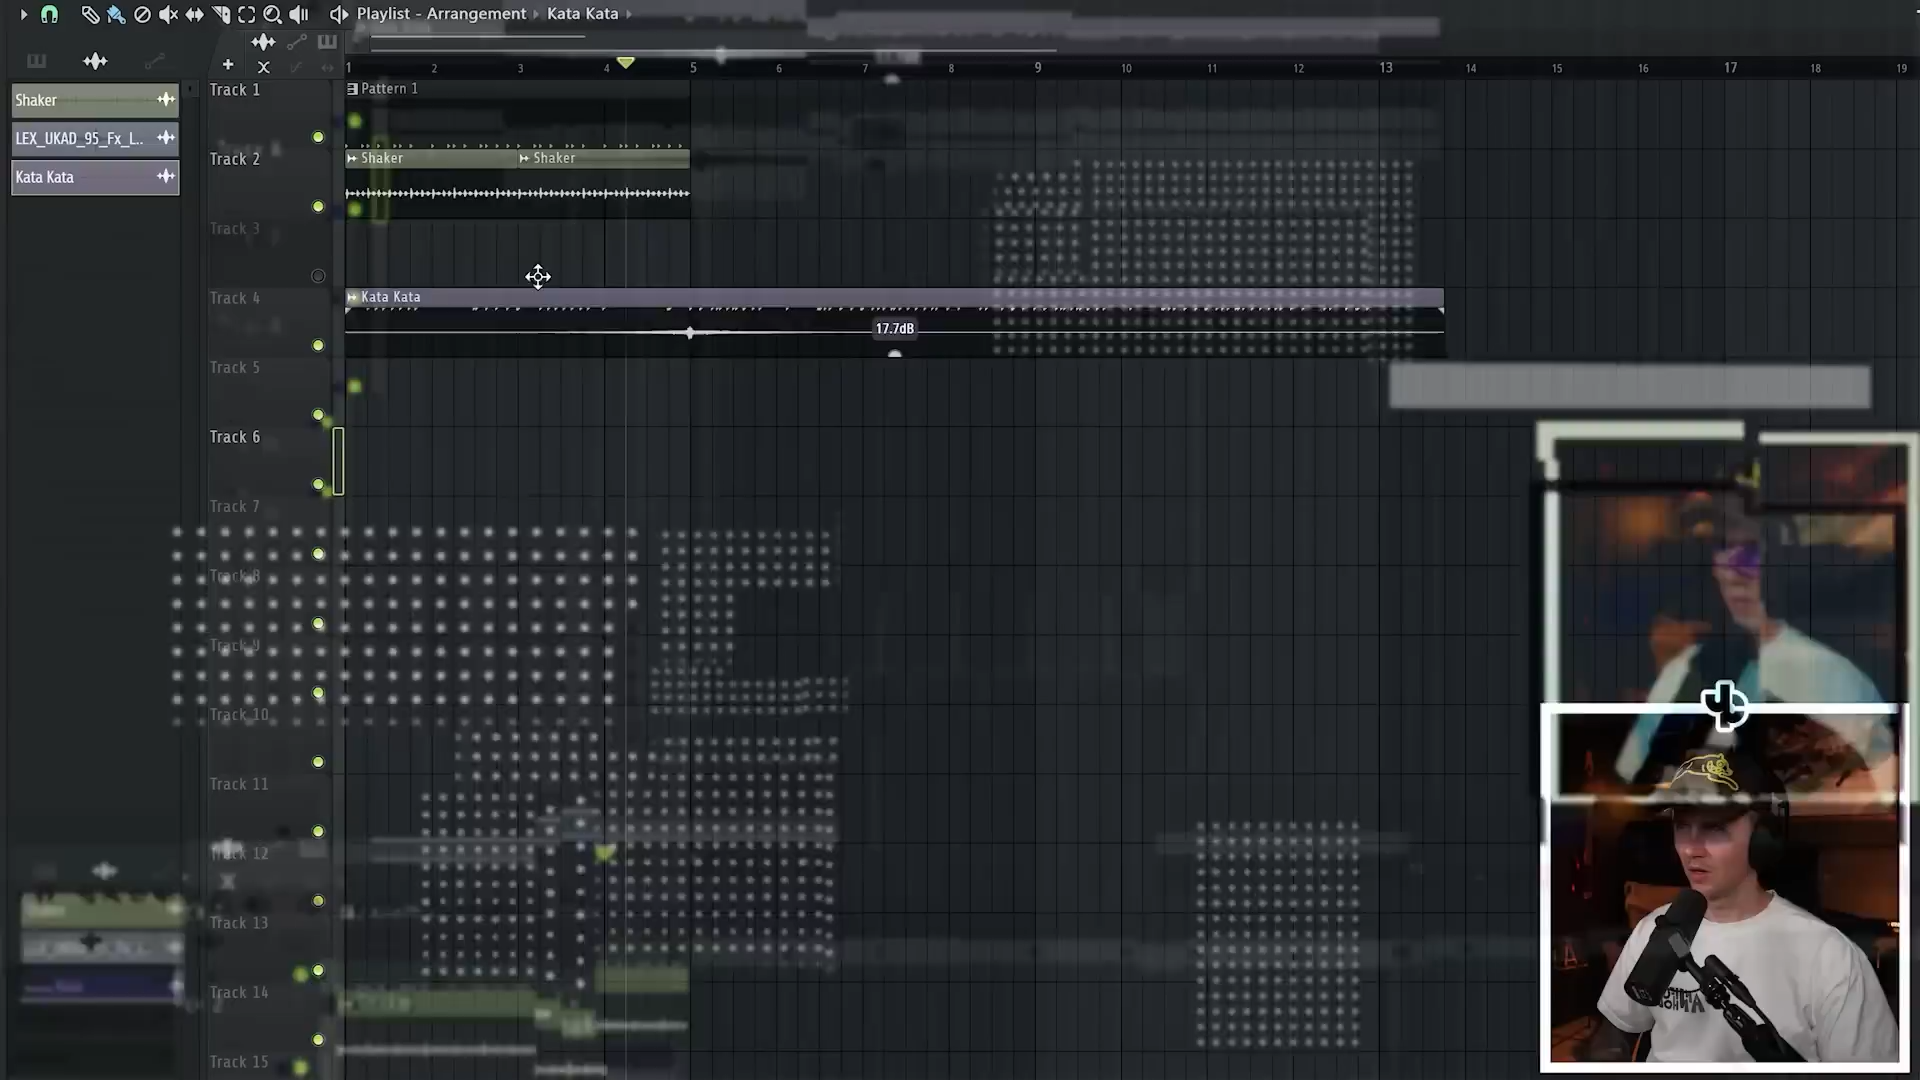 Playlist - Arrangement › Kata Kata ›
1 2 3 4 5 6 7 8 9 10 11 12 13 14 15 16 17 18 19
Shaker
LEX_UKAD_95_Fx_L..
Kata Kata
Track 1
Pattern 1
Track 2
Shaker
Shaker
Track 3
Track 4
Kata Kata
17.7dB
Track 5
Track 6
Track 7
Track 8
Track 9
Track 10
Track 11
Track 12
Track 13
Track 14
Track 15